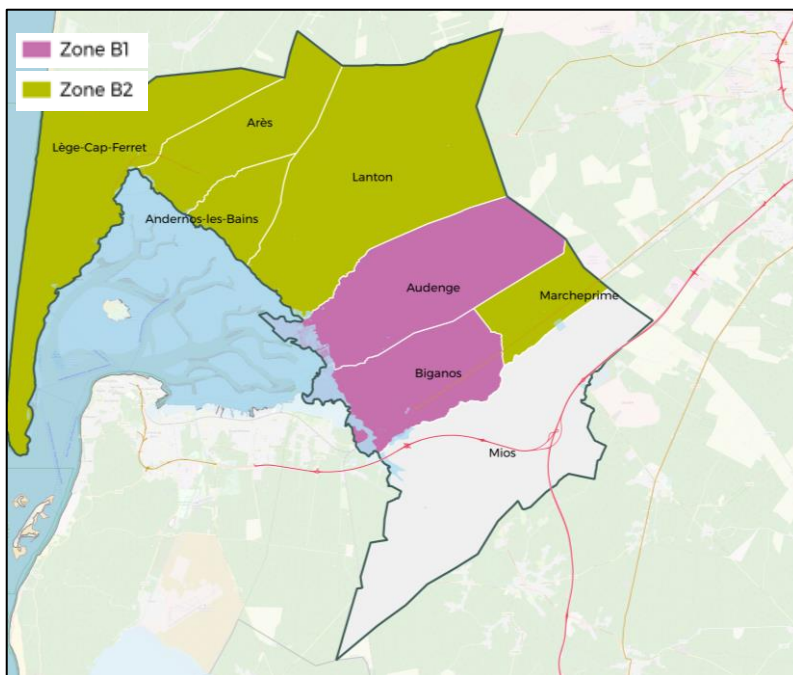 Zone B1
Zone B2
Arès
Lège-Cap-Ferret
Lanton
Andernos-les-Bains
Audenge
Marcheprime
Biganos
Mios